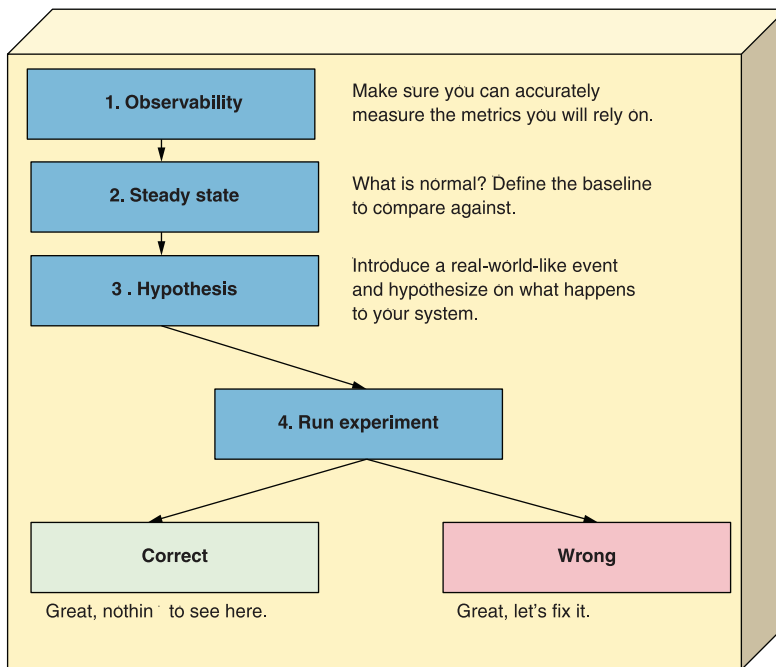 1. Observability
Make sure you can accurately
measure the metrics you will rely on.
2. Steady state
What is normal? Define the baseline
to compare against.
3 . Hypothesis
Introduce a real-world-like event
and hypothesize on what happens
to your system.
4. Run experiment
Correct
Wrong
Great, nothin to see here.
Great, let's fix it.